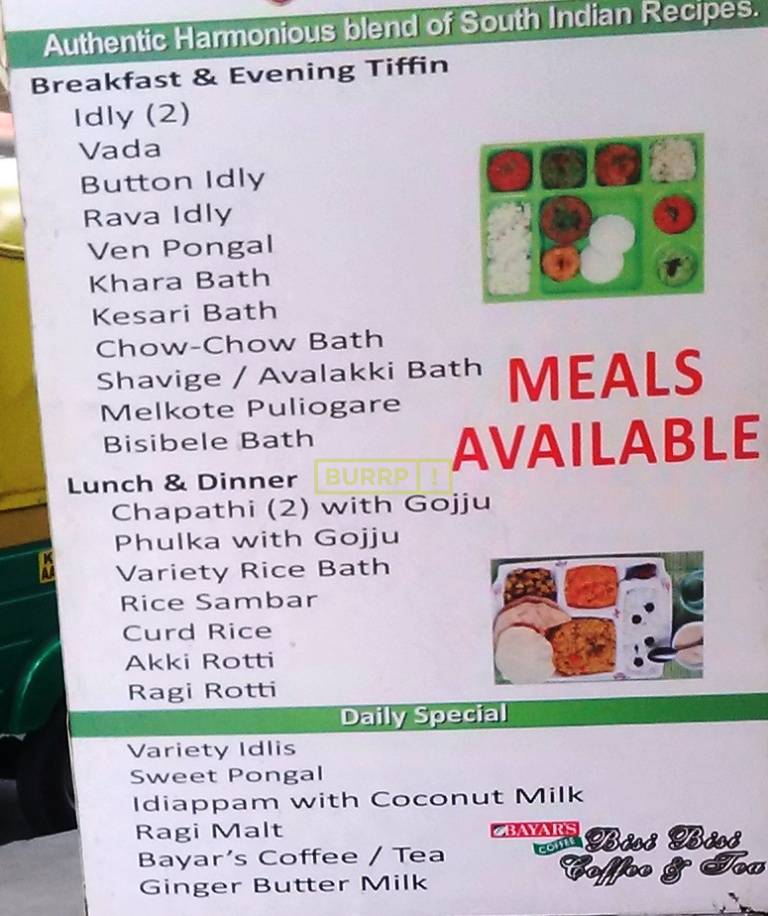 Authentic Harmonious blend of South Indian Recipes.
Breakfast & Evening Tiffin
Idly (2)
Vada
Button Idly
Rava Idly
Ven Pongal
Khara Bath
Kesari Bath
Chow-Chow Bath
Shavige / Avalakki Bath
Melkote Puliogare
Bisibele Bath
MEALS
AVAILABLE
BURRP!
Lunch & Dinner
Chapathi (2) with Gojju
Phulka with Gojju
Variety Rice Bath
Rice Sambar
Curd Rice
Akki Rotti
Ragi Rotti
Daily Special
Variety Idlis
Sweet Pongal
Idiappam with Coconut Milk
Ragi Malt
Bayar's Coffee / Tea
Ginger Butter Milk
BAYAR'S
COFFEE
Bisi Bisi
Coffee & Tea